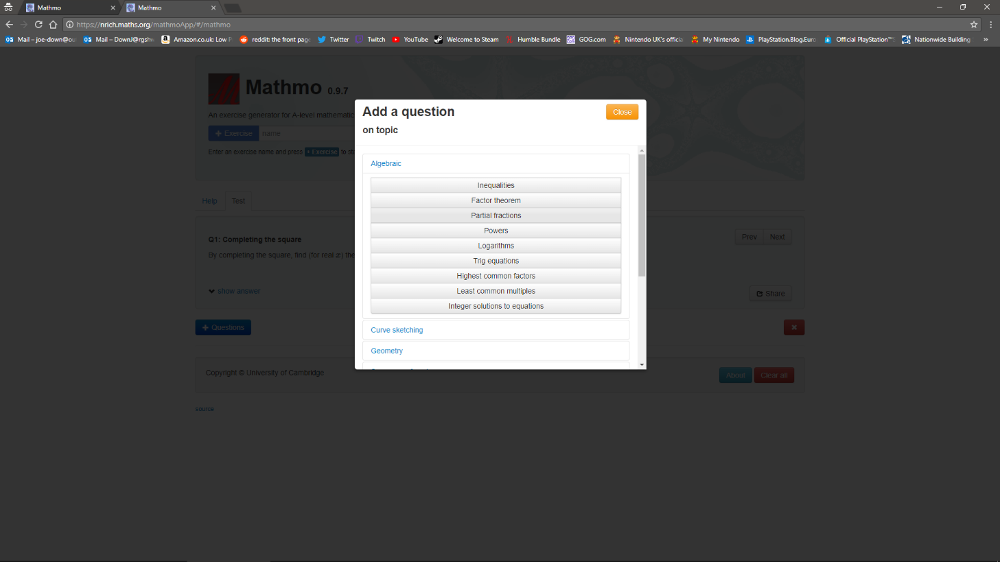 Mathmo
Mathmo
https://nrich.maths.org/mathmoApp/#/mathmo
Mail – joe-down@ou
Mail – DownJ@rgshw
Amazon.co.uk: Low P
reddit: the front page
Twitter
Twitch
YouTube
Welcome to Steam
Humble Bundle
GOG.com
Nintendo UK's officia
My Nintendo
PlayStation.Blog.Euro
Official PlayStation™
Nationwide Building
»
Mathmo 0.9.7
An exercise generator for A-level mathematic
+ Exercise
name
Enter an exercise name and press + Exercise to sta
Add a question
Close
on topic
Algebraic
Inequalities
Factor theorem
Partial fractions
Powers
Logarithms
Trig equations
Highest common factors
Least common multiples
Integer solutions to equations
Curve sketching
Geometry
Help
Test
Q1: Completing the square
Prev
Next
By completing the square, find (for real x) the
show answer
Share
+ Questions
Copyright © University of Cambridge
About
Clear all
source